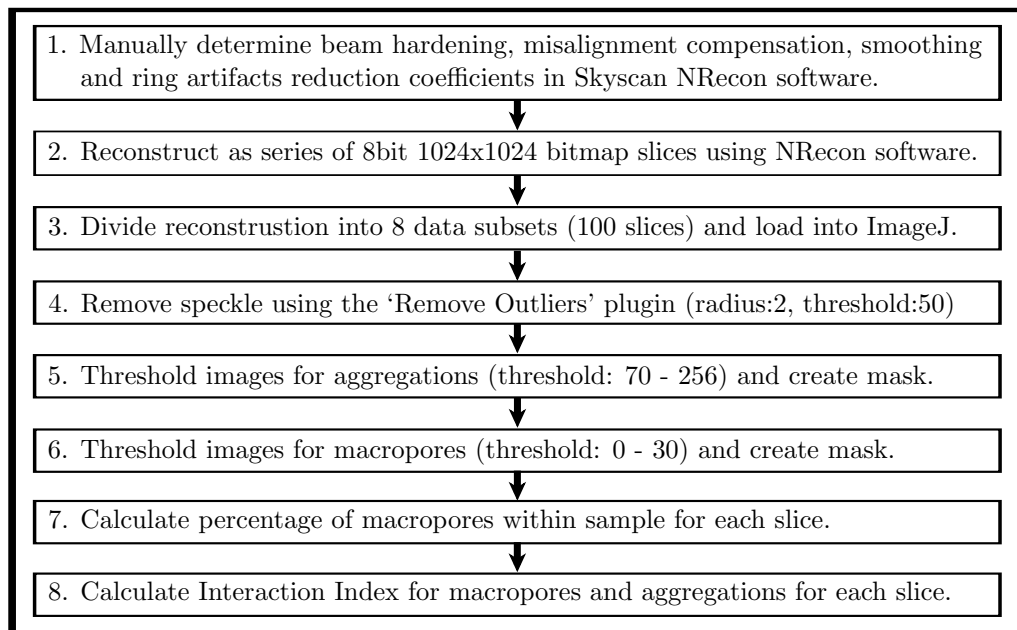 1. Manually determine beam hardening, misalignment compensation, smoothing
and ring artifacts reduction coefficients in Skyscan NRecon software.
2. Reconstruct as series of 8bit 1024x1024 bitmap slices using NRecon software.
3. Divide reconstrustion into 8 data subsets (100 slices) and load into ImageJ.
4. Remove speckle using the ‘Remove Outliers’ plugin (radius:2, threshold:50)
5. Threshold images for aggregations (threshold: 70 - 256) and create mask.
6. Threshold images for macropores (threshold: 0 - 30) and create mask.
7. Calculate percentage of macropores within sample for each slice.
8. Calculate Interaction Index for macropores and aggregations for each slice.